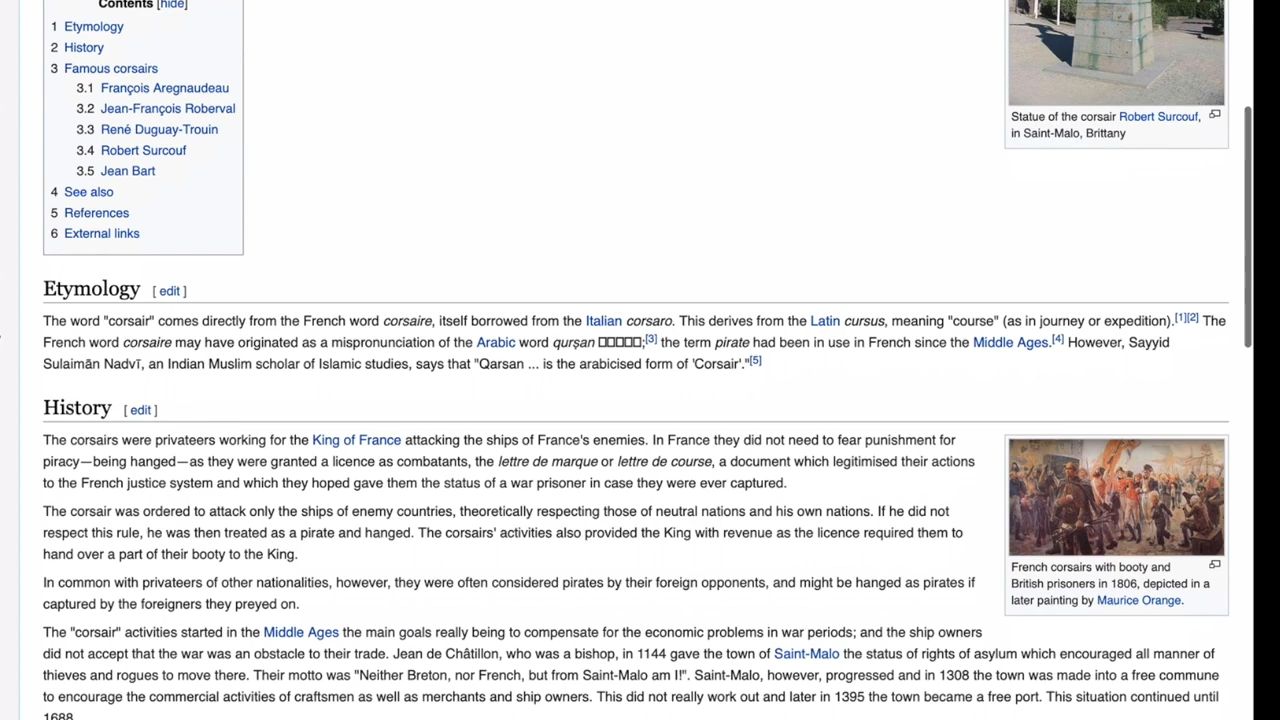 Contents [hide]
1 Etymology
2 History
3 Famous corsairs
3.1 François Aregnaudeau
3.2 Jean-François Roberval
3.3 René Duguay-Trouin
3.4 Robert Surcouf
3.5 Jean Bart
4 See also
5 References
6 External links
Statue of the corsair Robert Surcouf,
in Saint-Malo, Brittany
Etymology [ edit ]
The word "corsair" comes directly from the French word corsaire, itself borrowed from the Italian corsaro. This derives from the Latin cursus, meaning "course" (as in journey or expedition).[1][2] The
French word corsaire may have originated as a mispronunciation of the Arabic word qurşan □□□□□;[3] the term pirate had been in use in French since the Middle Ages.[4] However, Sayyid
Sulaimān Nadvī, an Indian Muslim scholar of Islamic studies, says that "Qarsan ... is the arabicised form of 'Corsair'."[5]
History [ edit ]
The corsairs were privateers working for the King of France attacking the ships of France's enemies. In France they did not need to fear punishment for
piracy—being hanged—as they were granted a licence as combatants, the lettre de marque or lettre de course, a document which legitimised their actions
to the French justice system and which they hoped gave them the status of a war prisoner in case they were ever captured.
The corsair was ordered to attack only the ships of enemy countries, theoretically respecting those of neutral nations and his own nations. If he did not
respect this rule, he was then treated as a pirate and hanged. The corsairs' activities also provided the King with revenue as the licence required them to
hand over a part of their booty to the King.
In common with privateers of other nationalities, however, they were often considered pirates by their foreign opponents, and might be hanged as pirates if
captured by the foreigners they preyed on.
French corsairs with booty and
British prisoners in 1806, depicted in a
later painting by Maurice Orange.
The "corsair" activities started in the Middle Ages the main goals really being to compensate for the economic problems in war periods; and the ship owners
did not accept that the war was an obstacle to their trade. Jean de Châtillon, who was a bishop, in 1144 gave the town of Saint-Malo the status of rights of asylum which encouraged all manner of
thieves and rogues to move there. Their motto was "Neither Breton, nor French, but from Saint-Malo am I!". Saint-Malo, however, progressed and in 1308 the town was made into a free commune
to encourage the commercial activities of craftsmen as well as merchants and ship owners. This did not really work out and later in 1395 the town became a free port. This situation continued until
1688.